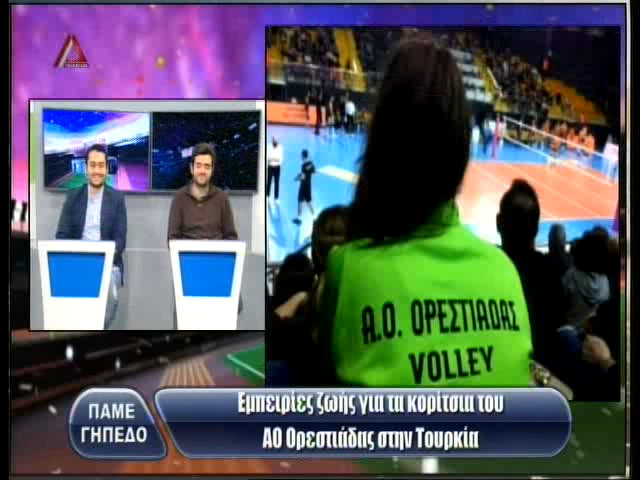 Α.Ο. ΟΡΕΣΤΙΑΔΑΣ
VOLLEY
ΠΑΜΕ
ΓΗΠΕΔΟ
Εμπειρίες ζωής για τα κορίτσια του
ΑΟ Ορεστιάδας στην Τουρκία